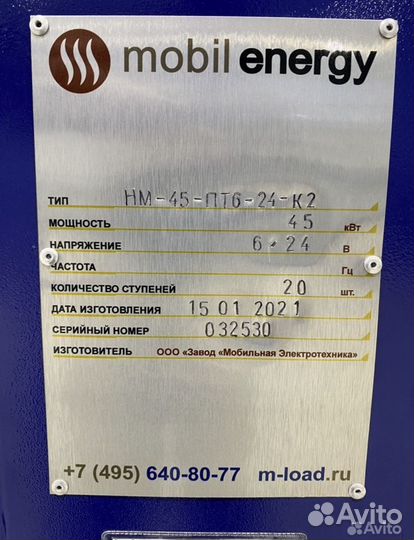 mobil energy
ТИП НМ-45-ПТ6-24-К2
МОЩНОСТЬ 45 кВт
НАПРЯЖЕНИЕ 6-24 В
ЧАСТОТА Гц
КОЛИЧЕСТВО СТУПЕНЕЙ 20 шт.
ДАТА ИЗГОТОВЛЕНИЯ 15 01 2021
СЕРИЙНЫЙ НОМЕР 032530
ИЗГОТОВИТЕЛЬ ООО «Завод «Мобильная Электротехника»
+7 (495) 640-80-77 m-load.ru
Avito
Avito